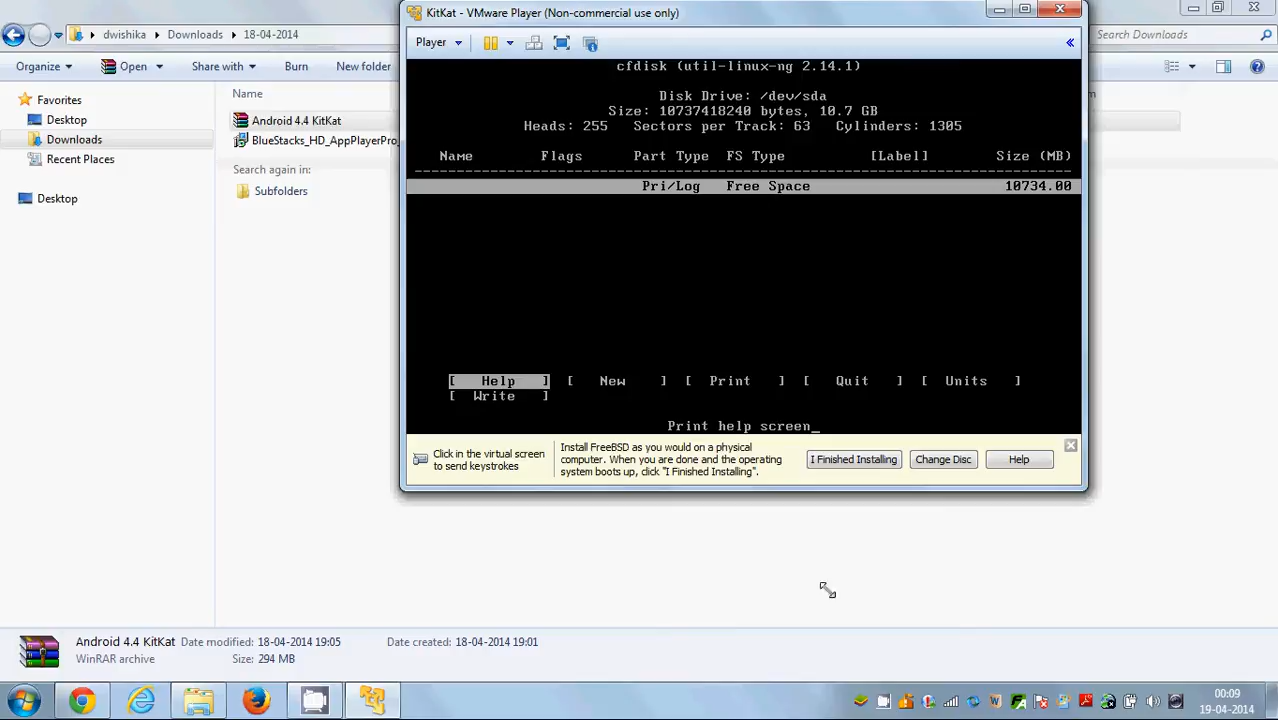 KitKat - VMware Player (Non-commercial use only)
dwishika
Downloads
18-04-2014
Search Downloads
Player
Organize
Open
Share with
Burn
New folder
cfdisk (util-linux-ng 2.14.1)
Disk Drive: /dev/sda
Size: 10737418240 bytes, 10.7 GB
Heads: 255 Sectors per Track: 63 Cylinders: 1305
Name Flags Part Type FS Type [Label] Size (MB)
Pri/Log Free Space 10734.00
Favorites
Desktop
Downloads
Recent Places
Desktop
Name
Android 4.4 KitKat
BlueStacks_HD_AppPlayerPro
Search again in:
Subfolders
[ Help ] [ New ] [ Print ] [ Quit ] [ Units ]
[ Write ]
Print help screen_
Click in the virtual screen
to send keystrokes
Install FreeBSD as you would on a physical
computer. When you are done and the operating
system boots up, click "I Finished Installing".
I Finished Installing
Change Disc
Help
Android 4.4 KitKat Date modified: 18-04-2014 19:05 Date created: 18-04-2014 19:01
WinRAR archive Size: 294 MB
00:09
19-04-2014